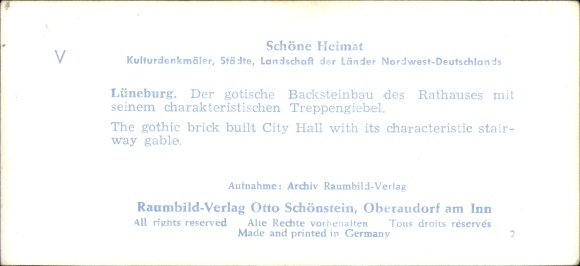 Schöne Heimat
V
Kulturdenkmäler, Städte, Landschaft der Länder Nordwest-Deutschlands
Lüneburg. Der gotische Backsteinbau des Rathauses mit
seinem charakteristischen Treppengiebel.
The gothic brick built City Hall with its characteristic stair-
way gable.
Aufnahme: Archiv Raumbild-Verlag
Raumbild-Verlag Otto Schönstein, Oberaudorf am Inn
All rights reserved Alle Rechte vorbehalten Tous droits réservés
Made and printed in Germany